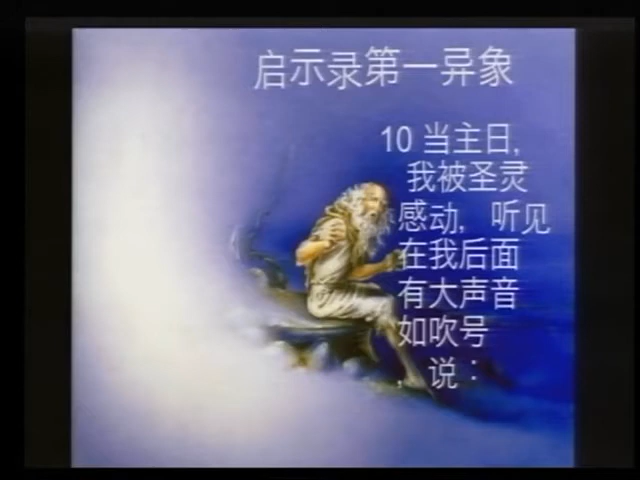 启示录第一异象
10 当主日,
我被圣灵
感动, 听见
在我后面
有大声音
如吹号
, 说：